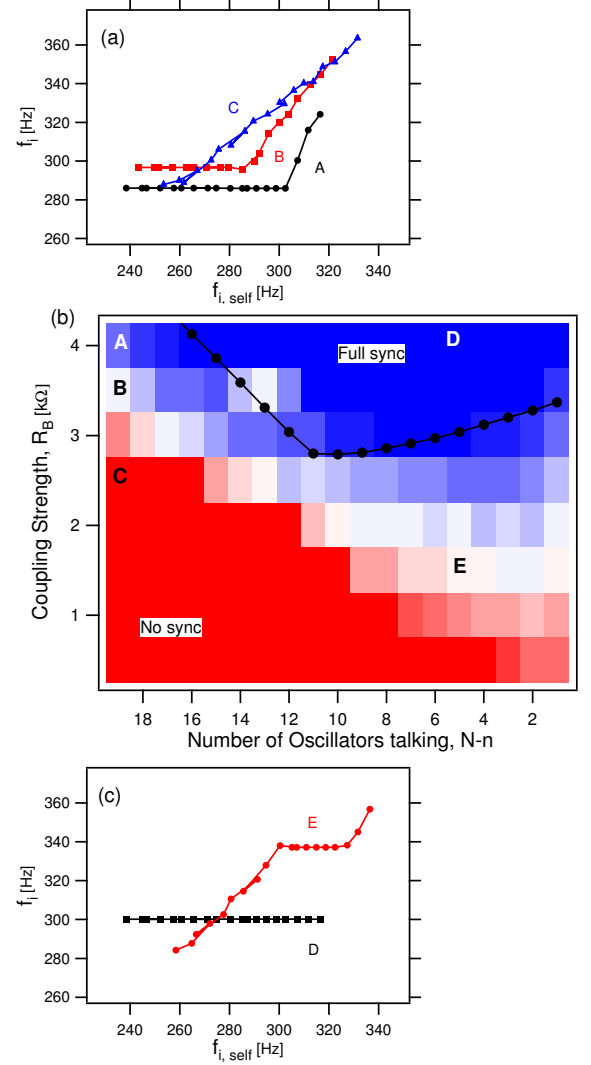 (a)
360
340
320
300
280
260
f_i [Hz]
C
B
A
240 260 280 300 320 340
f_i, self [Hz]
(b)
4
3
2
1
Coupling Strength, R_B [kΩ]
A
D
Full sync
B
C
E
No sync
18 16 14 12 10 8 6 4 2
Number of Oscillators talking, N-n
(c)
360
340
320
300
280
260
f_i [Hz]
E
D
240 260 280 300 320 340
f_i, self [Hz]